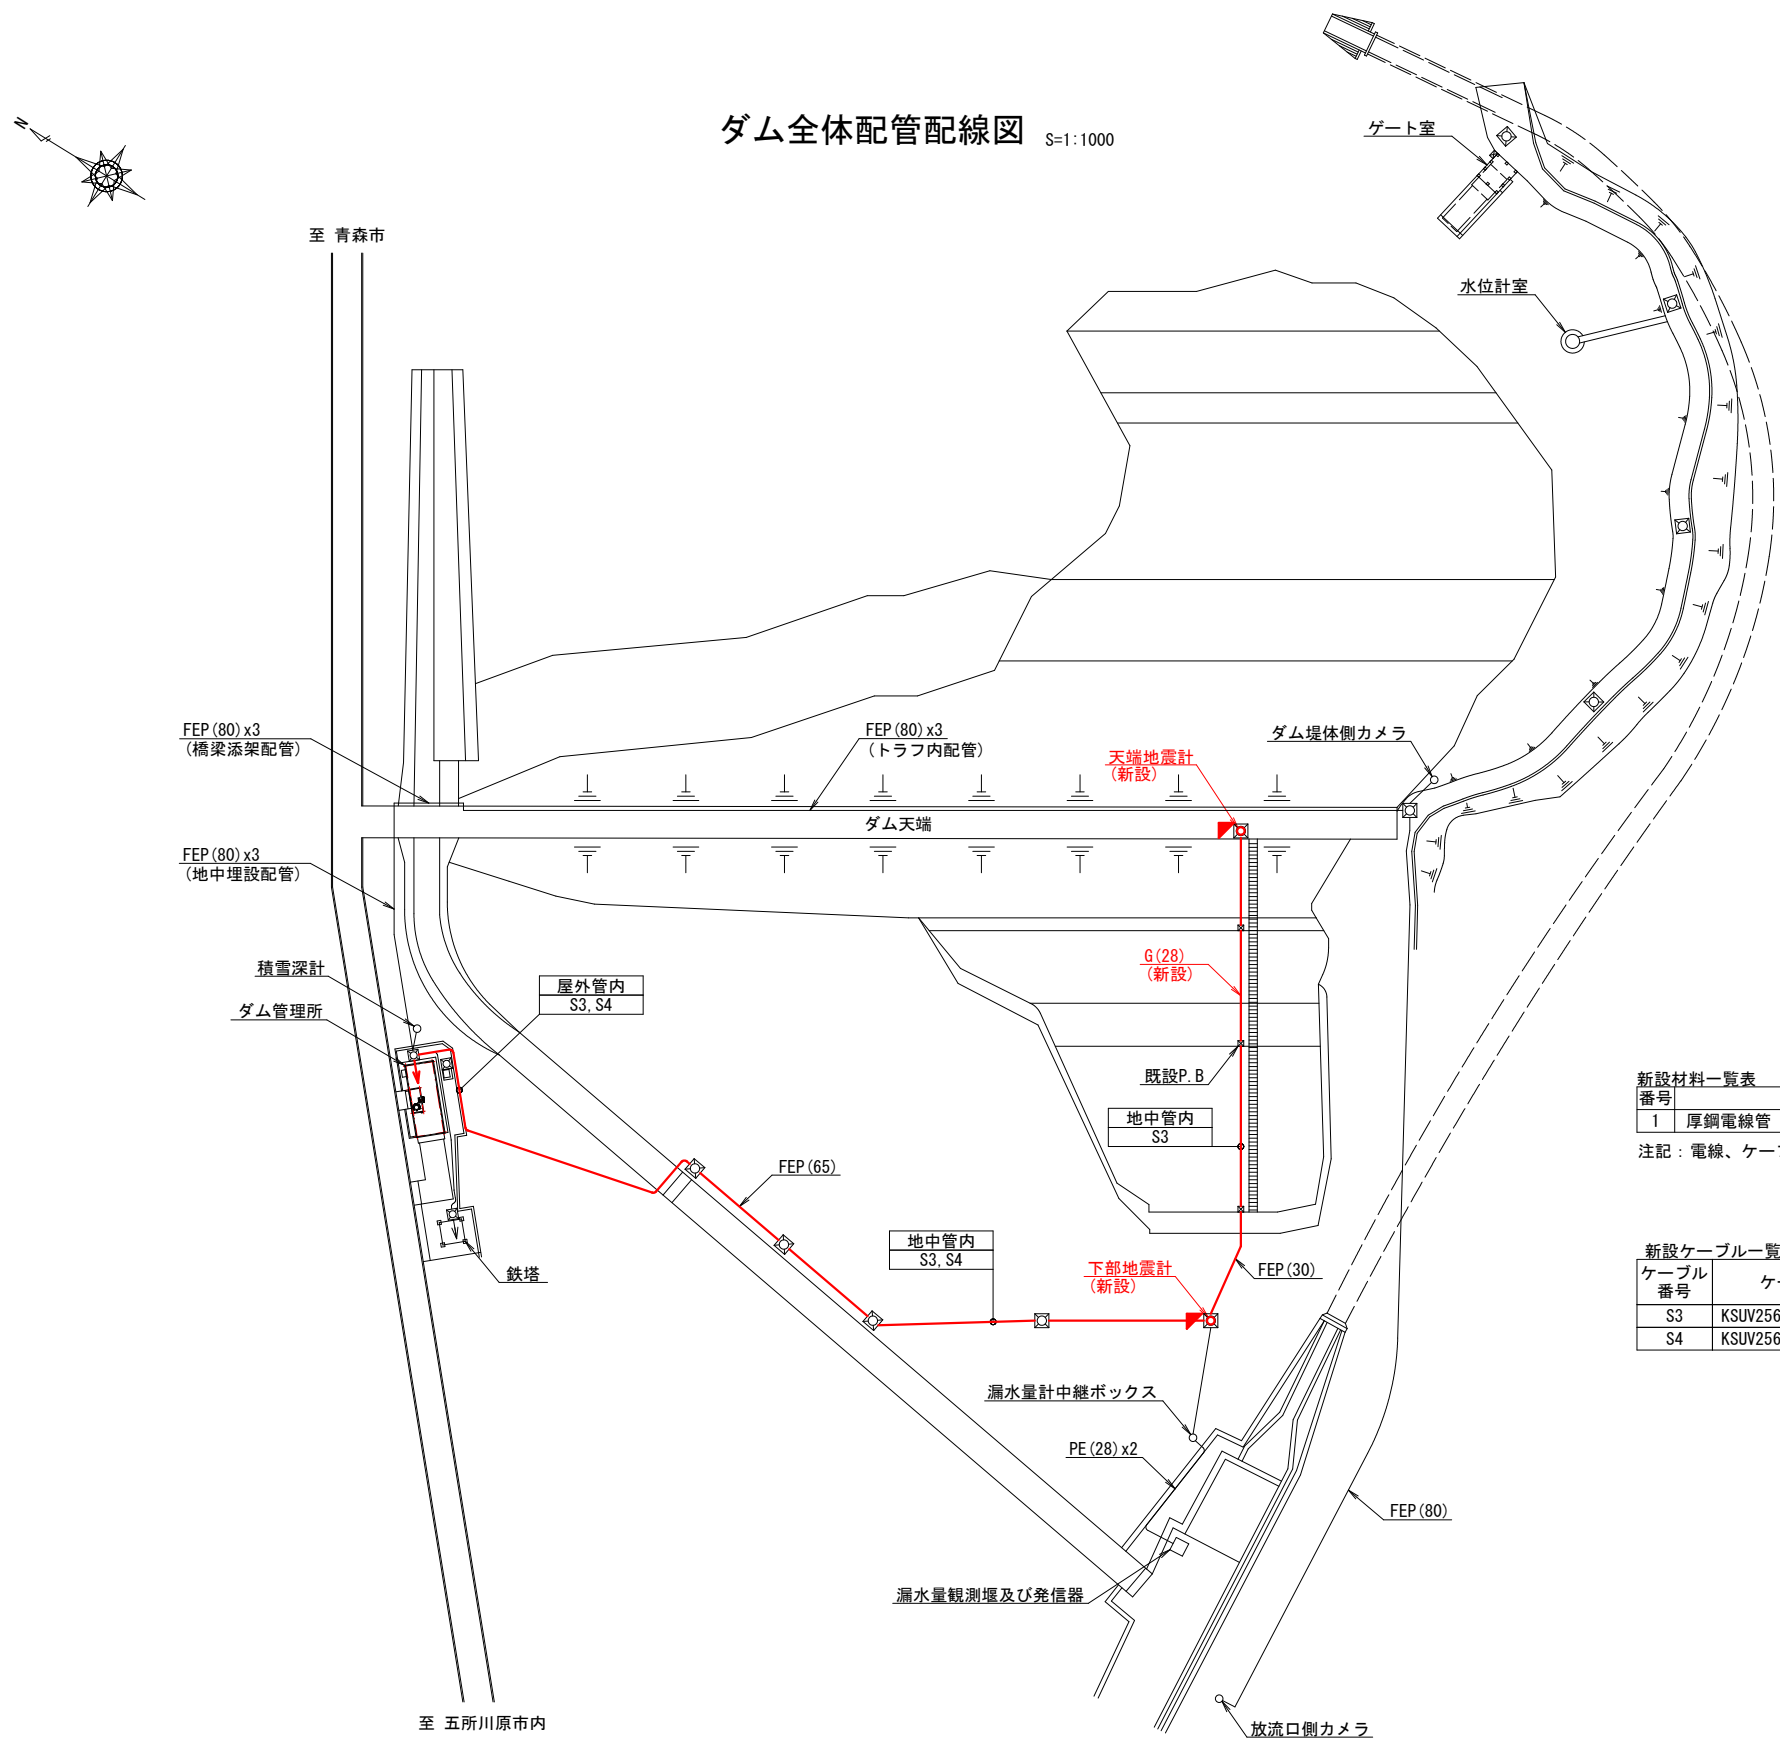 ダム全体配管配線図 S=1:1000
N
ゲート室
至 青森市
水位計室
FEP(80)x3
(橋梁添架配管)
FEP(80)x3
(トラフ内配管)
天端地震計
(新設)
ダム堤体側カメラ
ダム天端
FEP(80)x3
(地中埋設配管)
積雪深計
ダム管理所
屋外管内
S3,S4
G(28)
(新設)
既設P.B
地中管内
S3
新設材料一覧表
番号
1 厚鋼電線管
注記：電線、ケーブ
FEP(65)
地中管内
S3,S4
鉄塔
下部地震計
(新設)
FEP(30)
新設ケーブル一覧
ケーブル
番号
ケー
S3 KSUV256
S4 KSUV256
漏水量計中継ボックス
PE(28)x2
FEP(80)
漏水量観測堰及び発信器
至 五所川原市内
放流口側カメラ